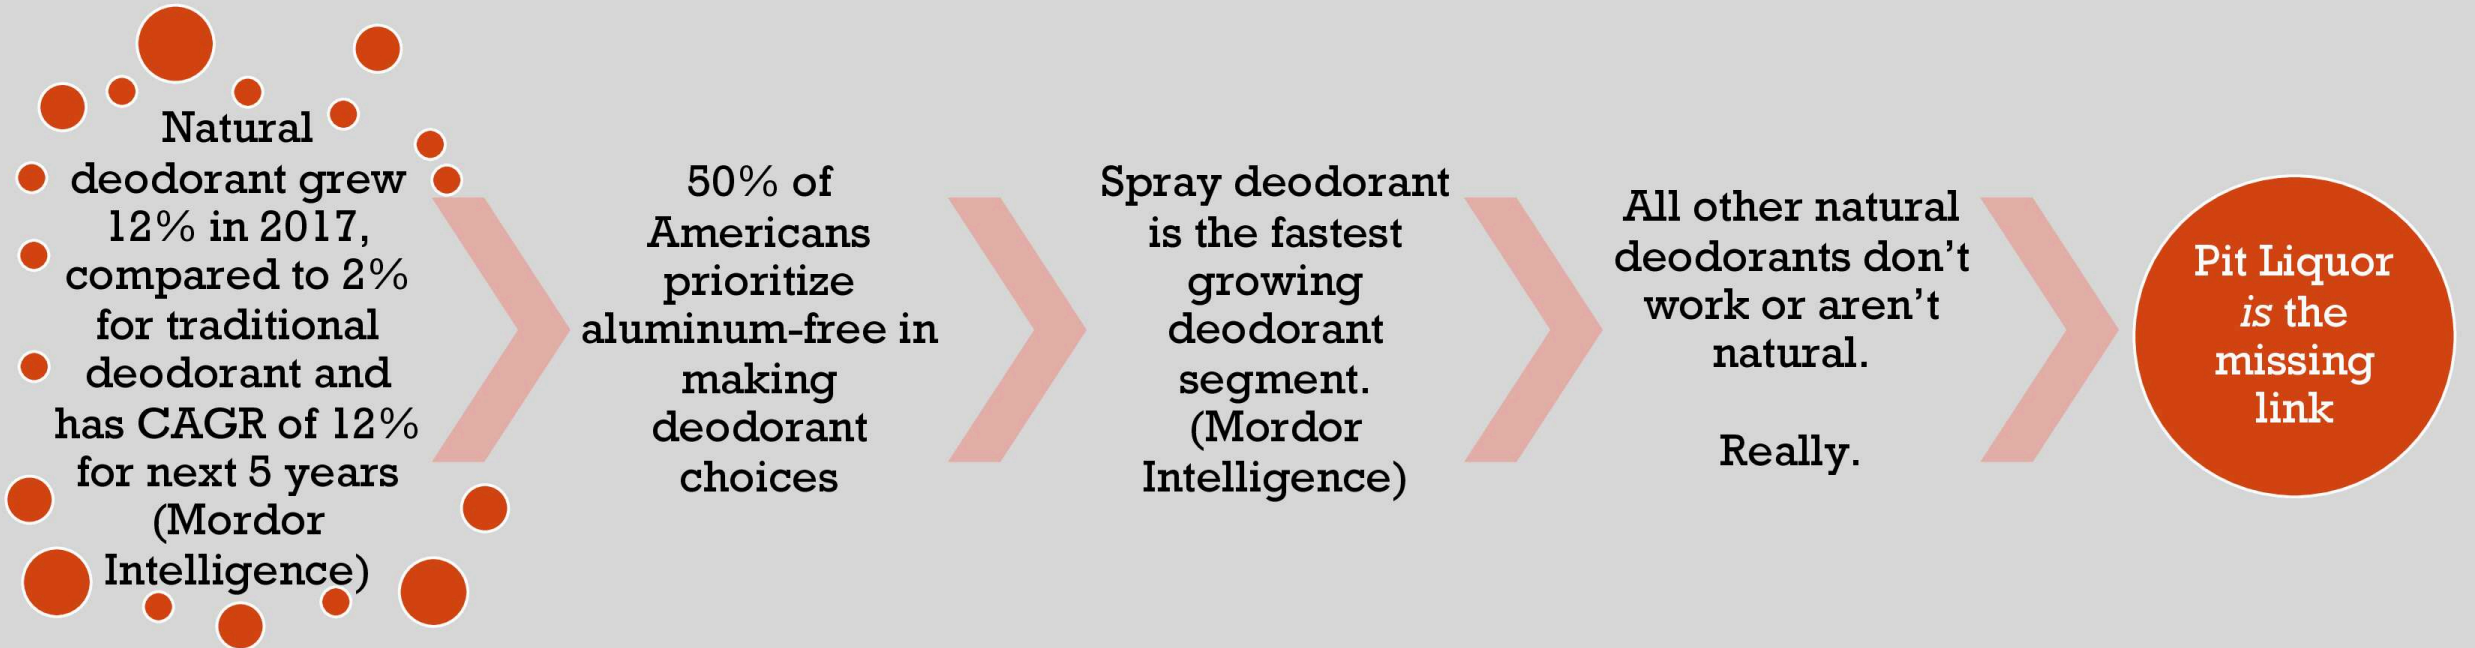 Natural
deodorant grew
12% in 2017,
compared to 2%
for traditional
deodorant and
has CAGR of 12%
for next 5 years
(Mordor
Intelligence)
50% of
Americans
prioritize
aluminum-free in
making
deodorant
choices
Spray deodorant
is the fastest
growing
deodorant
segment.
(Mordor
Intelligence)
All other natural
deodorants don’t
work or aren’t
natural.
Really.
Pit Liquor
is the
missing
link